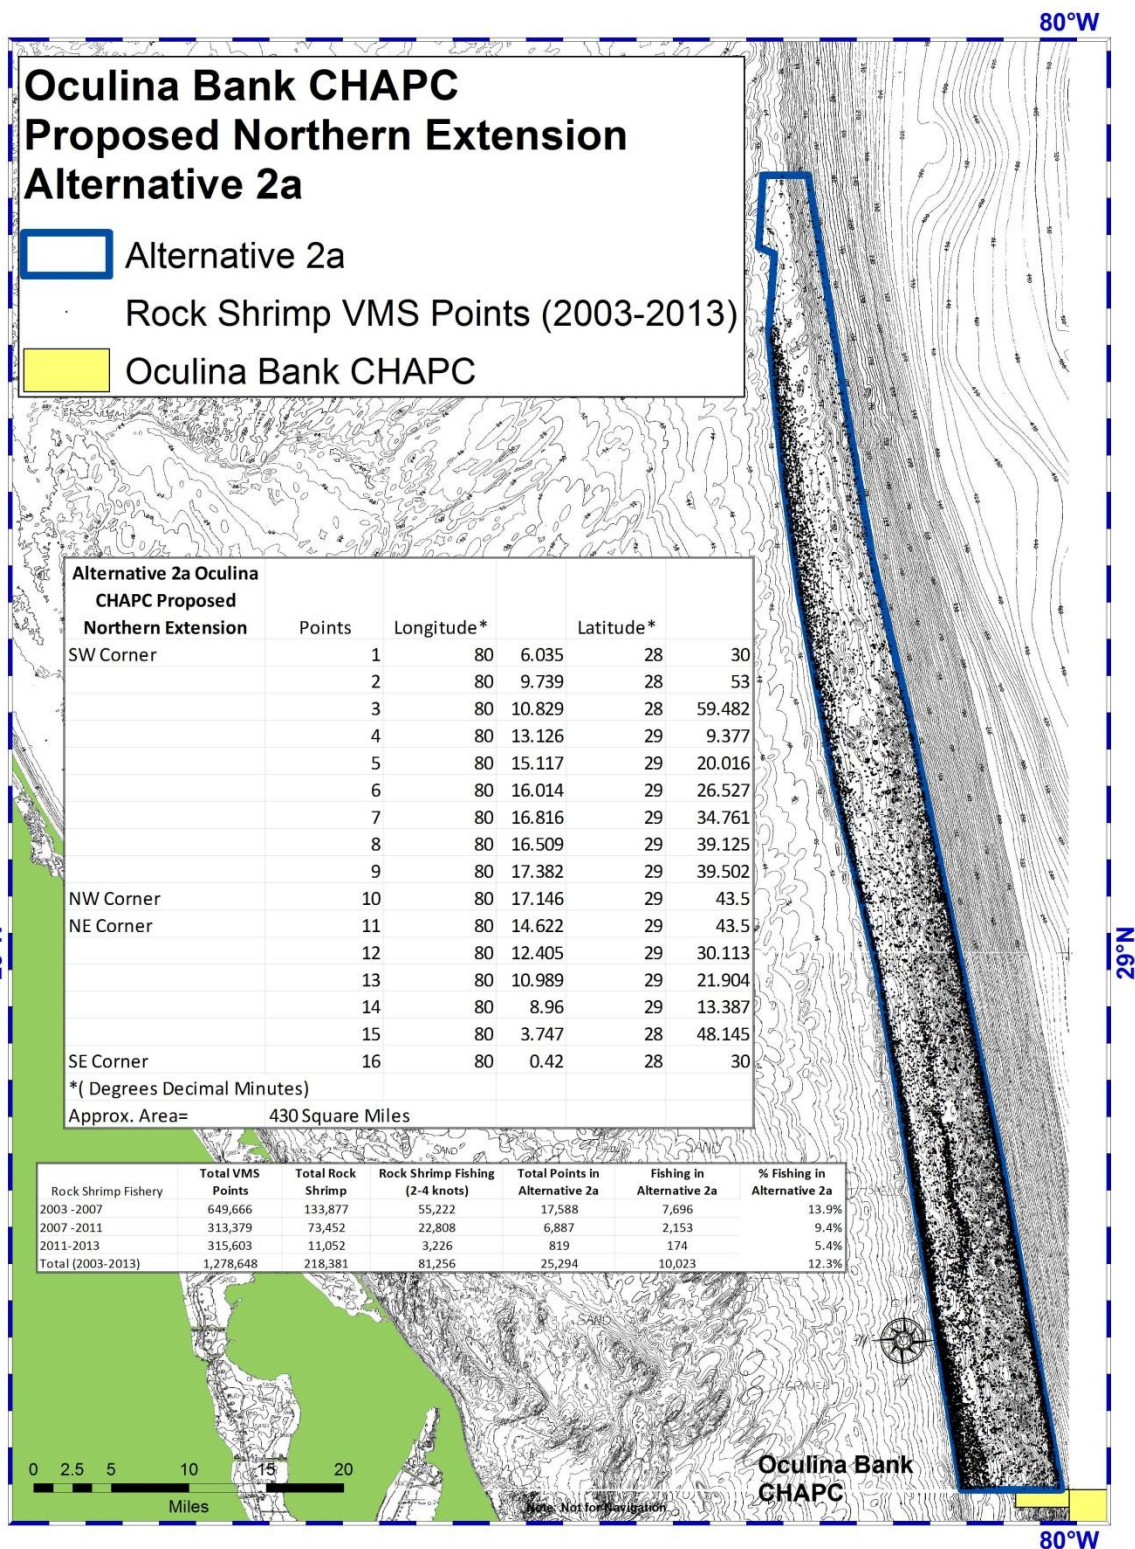 80°W
Oculina Bank CHAPC
Proposed Northern Extension
Alternative 2a
Alternative 2a
Rock Shrimp VMS Points (2003-2013)
Oculina Bank CHAPC
Alternative 2a Oculina
CHAPC Proposed
Northern Extension Points Longitude* Latitude*
SW Corner 1 80 6.035 28 30
2 80 9.739 28 53
3 80 10.829 28 59.482
4 80 13.126 29 9.377
5 80 15.117 29 20.016
6 80 16.014 29 26.527
7 80 16.816 29 34.761
8 80 16.509 29 39.125
9 80 17.382 29 39.502
NW Corner 10 80 17.146 29 43.5
NE Corner 11 80 14.622 29 43.5
12 80 12.405 29 30.113
13 80 10.989 29 21.904
14 80 8.96 29 13.387
15 80 3.747 28 48.145
SE Corner 16 80 0.42 28 30
*( Degrees Decimal Minutes)
Approx. Area= 430 Square Miles
29°N
SAND
SAND
Rock Shrimp Fishery Total VMS Points Total Rock Shrimp Rock Shrimp Fishing (2-4 knots) Total Points in Alternative 2a Fishing in Alternative 2a % Fishing in Alternative 2a
2003 -2007 649,666 133,877 55,222 17,588 7,696 13.9%
2007 -2011 313,379 73,452 22,808 6,887 2,153 9.4%
2011-2013 315,603 11,052 3,226 819 174 5.4%
Total (2003-2013) 1,278,648 218,381 81,256 25,294 10,023 12.3%
SAND
0 2.5 5 10 15 20
Miles
Note: Not for Navigation
Oculina Bank
CHAPC
80°W